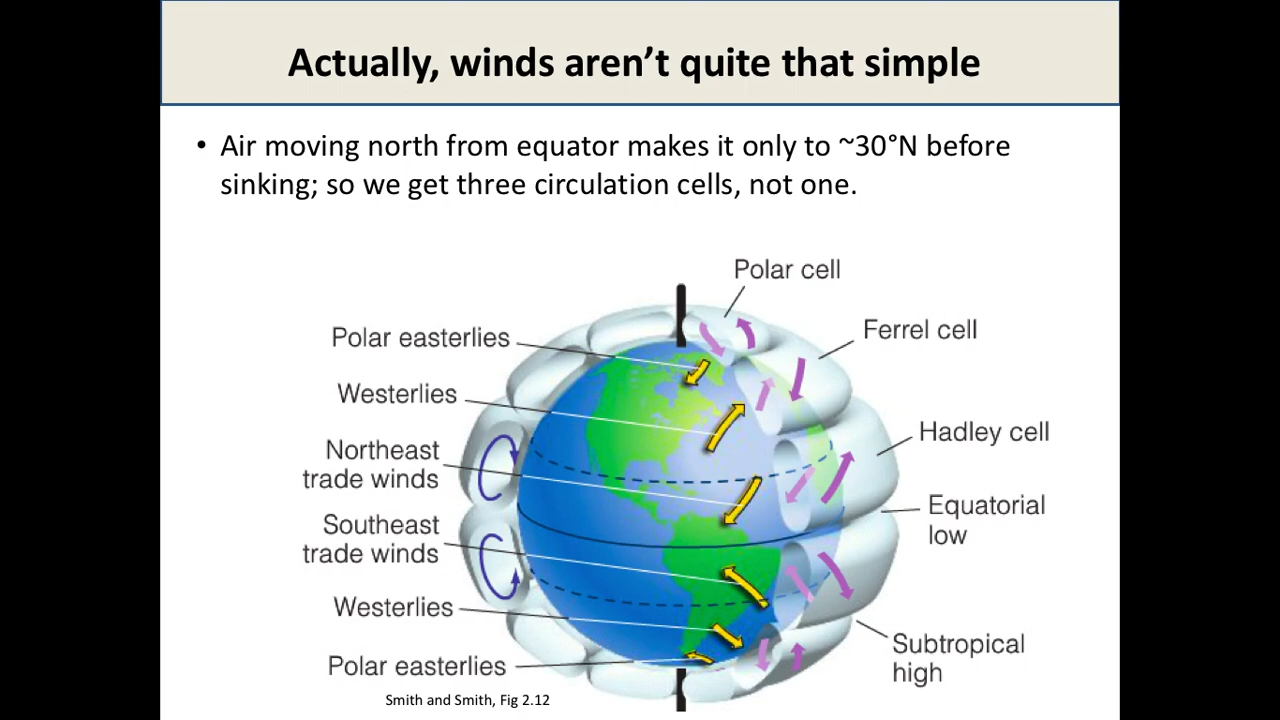 Actually, winds aren’t quite that simple
• Air moving north from equator makes it only to ~30°N before
sinking; so we get three circulation cells, not one.
Polar cell
Polar easterlies
Ferrel cell
Westerlies
Hadley cell
Northeast
trade winds
Equatorial
low
Southeast
trade winds
Westerlies
Subtropical
high
Polar easterlies
Smith and Smith, Fig 2.12